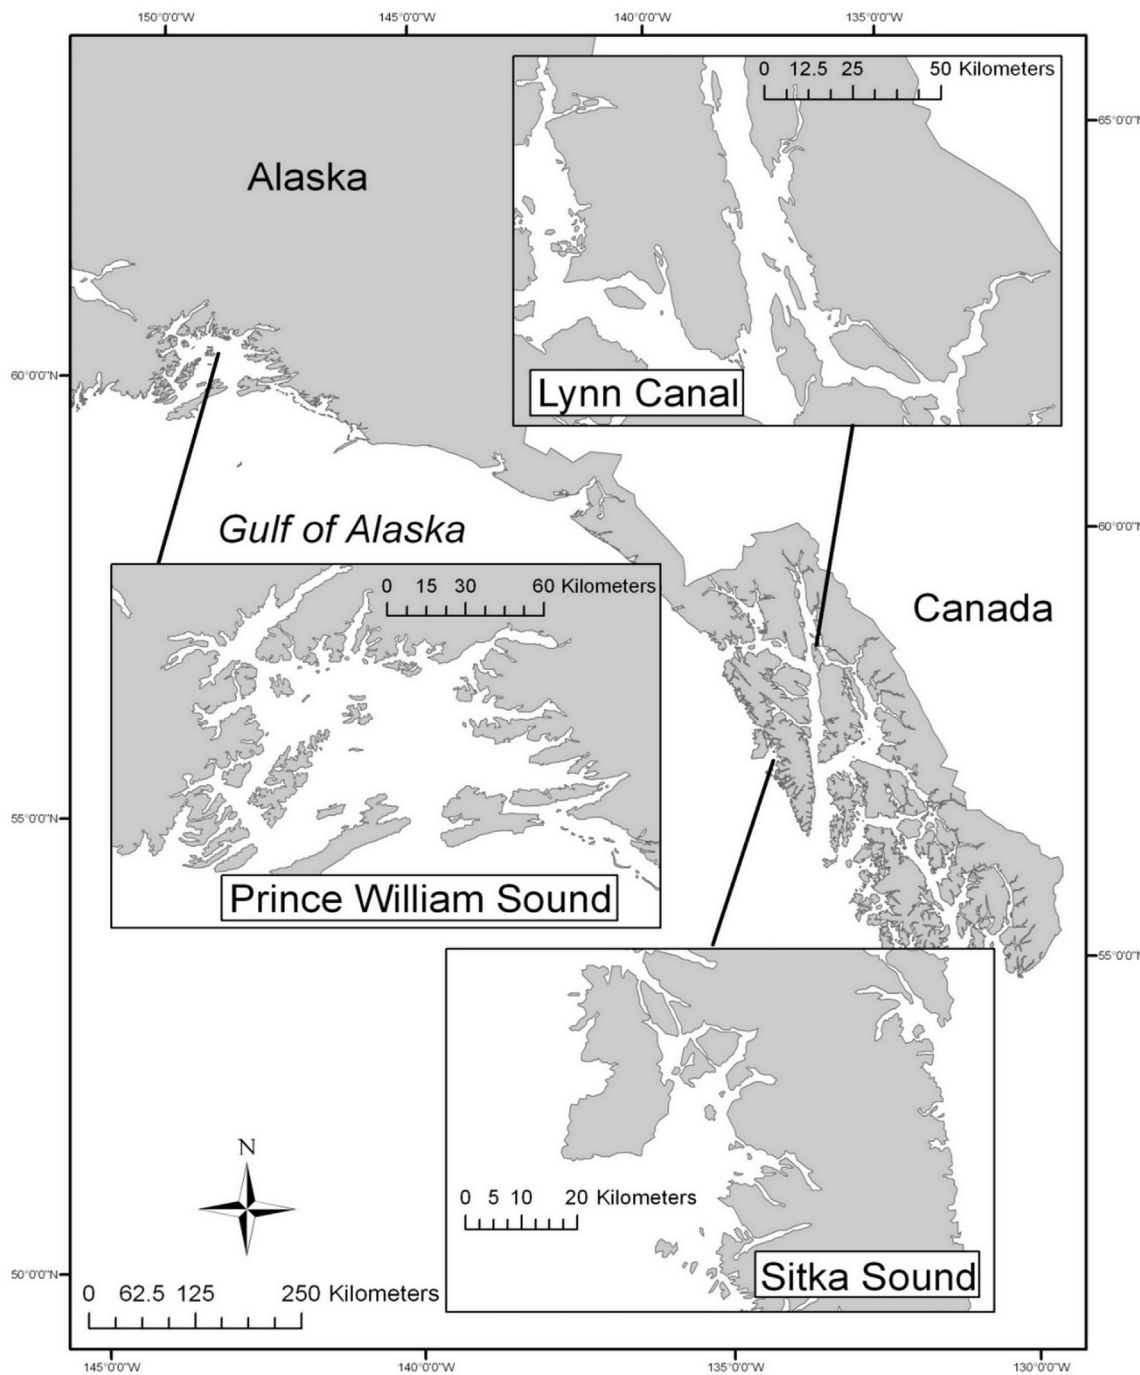 150°0'0"W 145°0'0"W 140°0'0"W 135°0'0"W
0 12.5 25 50 Kilometers
65°0'0"N
Alaska
Lynn Canal
60°0'0"N
Gulf of Alaska
60°0'0"N
0 15 30 60 Kilometers
Canada
55°0'0"N
Prince William Sound
55°0'0"N
N
0 5 10 20 Kilometers
Sitka Sound
50°0'0"N
0 62.5 125 250 Kilometers
145°0'0"W 140°0'0"W 135°0'0"W 130°0'0"W